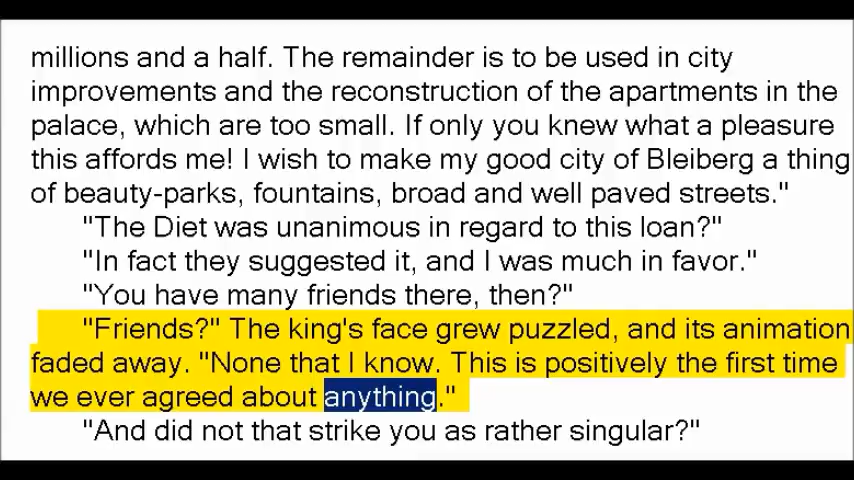 millions and a half. The remainder is to be used in city
improvements and the reconstruction of the apartments in the
palace, which are too small. If only you knew what a pleasure
this affords me! I wish to make my good city of Bleiberg a thing
of beauty-parks, fountains, broad and well paved streets."
"The Diet was unanimous in regard to this loan?"
"In fact they suggested it, and I was much in favor."
"You have many friends there, then?"
"Friends?" The king's face grew puzzled, and its animation
faded away. "None that I know. This is positively the first time
we ever agreed about anything."
"And did not that strike you as rather singular?"